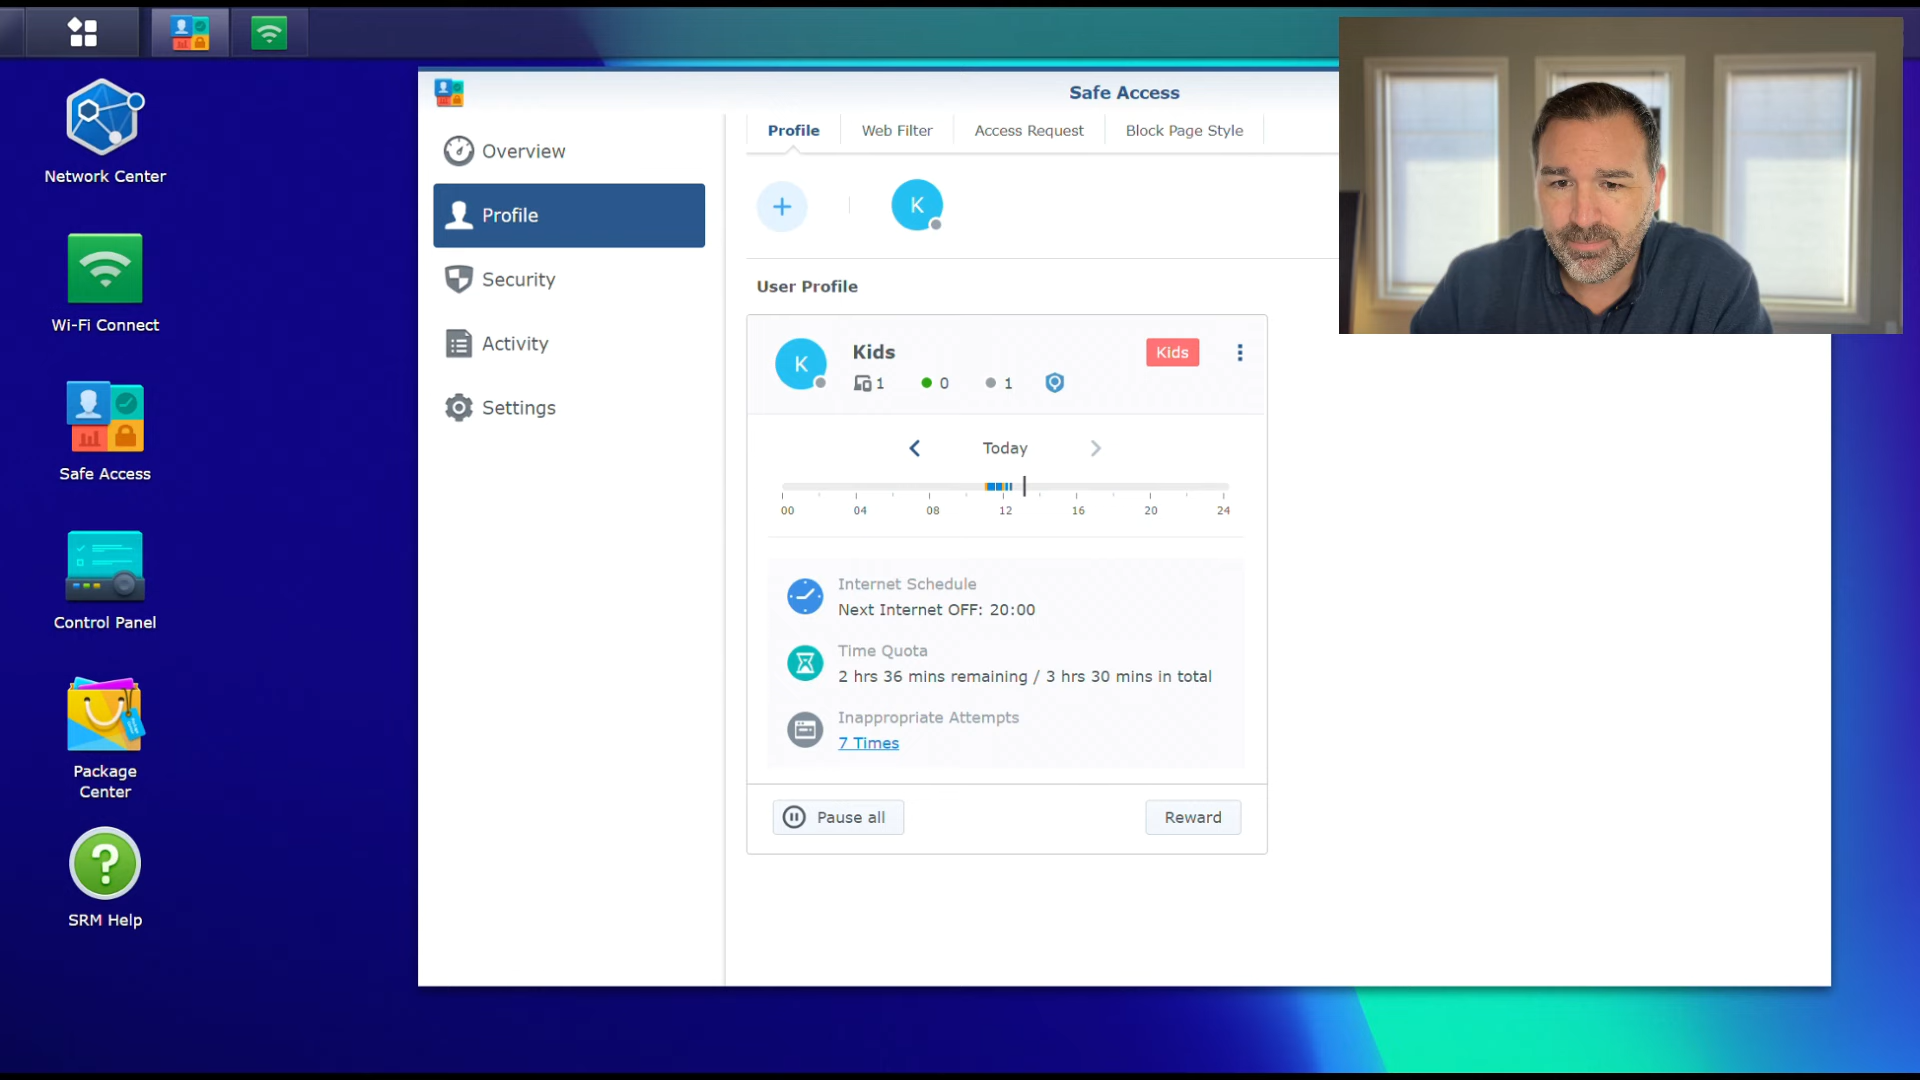 Network Center
Wi-Fi Connect
Safe Access
Control Panel
Package
Center
SRM Help
Safe Access
Overview
Profile
Security
Activity
Settings
Profile
Web Filter
Access Request
Block Page Style
K
User Profile
K
Kids
Kids
1
0
1
Today
00 04 08 12 16 20 24
Internet Schedule
Next Internet OFF: 20:00
Time Quota
2 hrs 36 mins remaining / 3 hrs 30 mins in total
Inappropriate Attempts
7 Times
Pause all
Reward